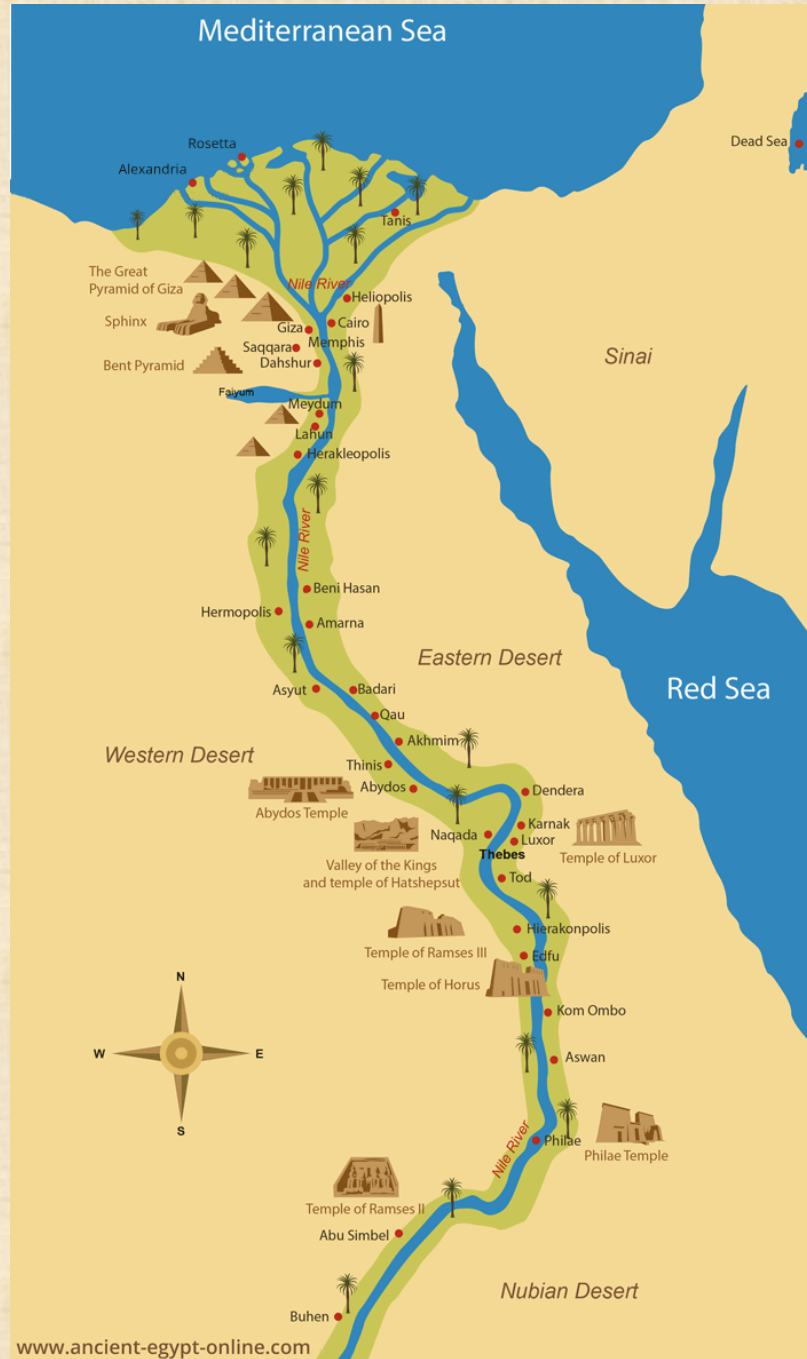 Mediterranean Sea
Rosetta
Dead Sea
Alexandria
Tanis
The Great
Pyramid of Giza
Nile River
Heliopolis
Sphinx
Cairo
Giza
Memphis
Saqqara
Sinai
Bent Pyramid
Dahshur
Faiyum
Meydum
Lahun
Herakleopolis
Nile River
Beni Hasan
Hermopolis
Amarna
Eastern Desert
Asyut
Badari
Red Sea
Qau
Akhmim
Western Desert
Thinis
Abydos
Dendera
Abydos Temple
Karnak
Naqada
Luxor
Thebes
Temple of Luxor
Valley of the Kings
and temple of Hatshepsut
Tod
Hierakonpolis
Temple of Ramses III
Edfu
Temple of Horus
N
Kom Ombo
W
E
Aswan
S
Philae
Nile River
Philae Temple
Temple of Ramses II
Abu Simbel
Nubian Desert
Buhen
www.ancient-egypt-online.com